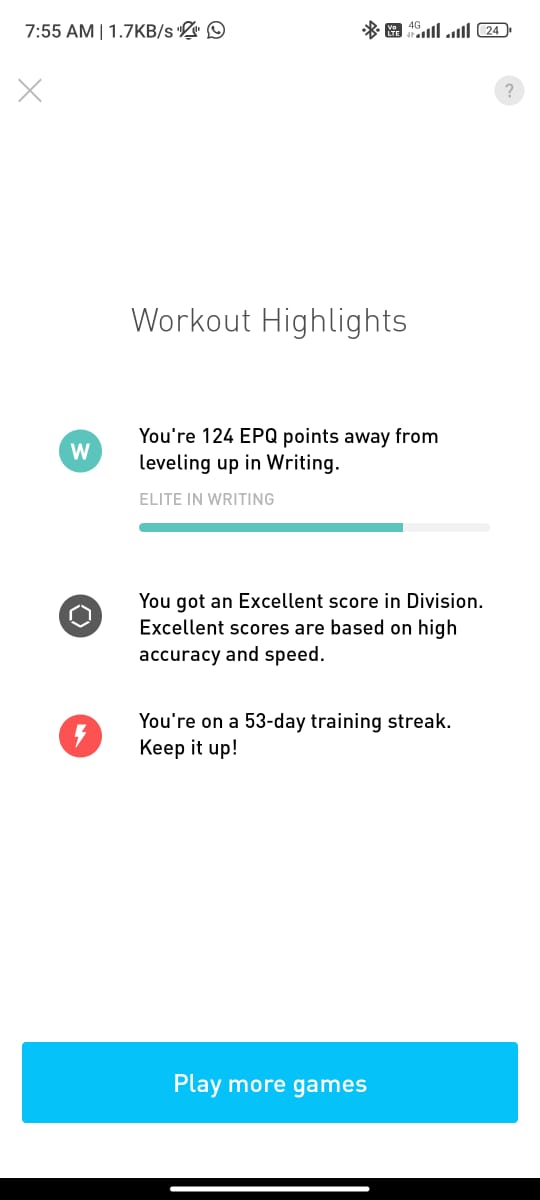 7:55 AM | 1.7KB/s
Vo LTE 4G 24
?
Workout Highlights
W
You're 124 EPQ points away from
leveling up in Writing.
ELITE IN WRITING
You got an Excellent score in Division.
Excellent scores are based on high
accuracy and speed.
You're on a 53-day training streak.
Keep it up!
Play more games